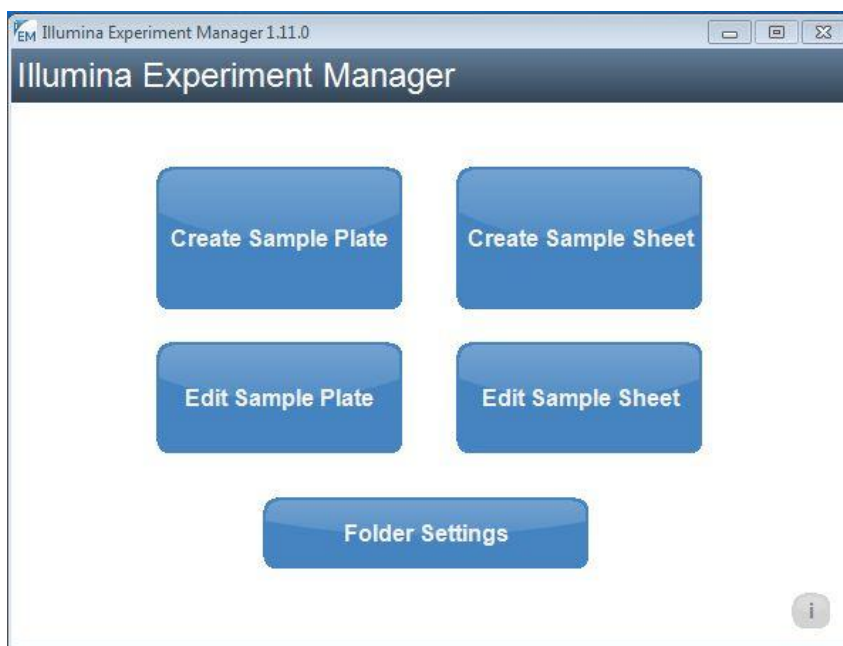 EM Illumina Experiment Manager 1.11.0
Illumina Experiment Manager
Create Sample Plate
Create Sample Sheet
Edit Sample Plate
Edit Sample Sheet
Folder Settings
i